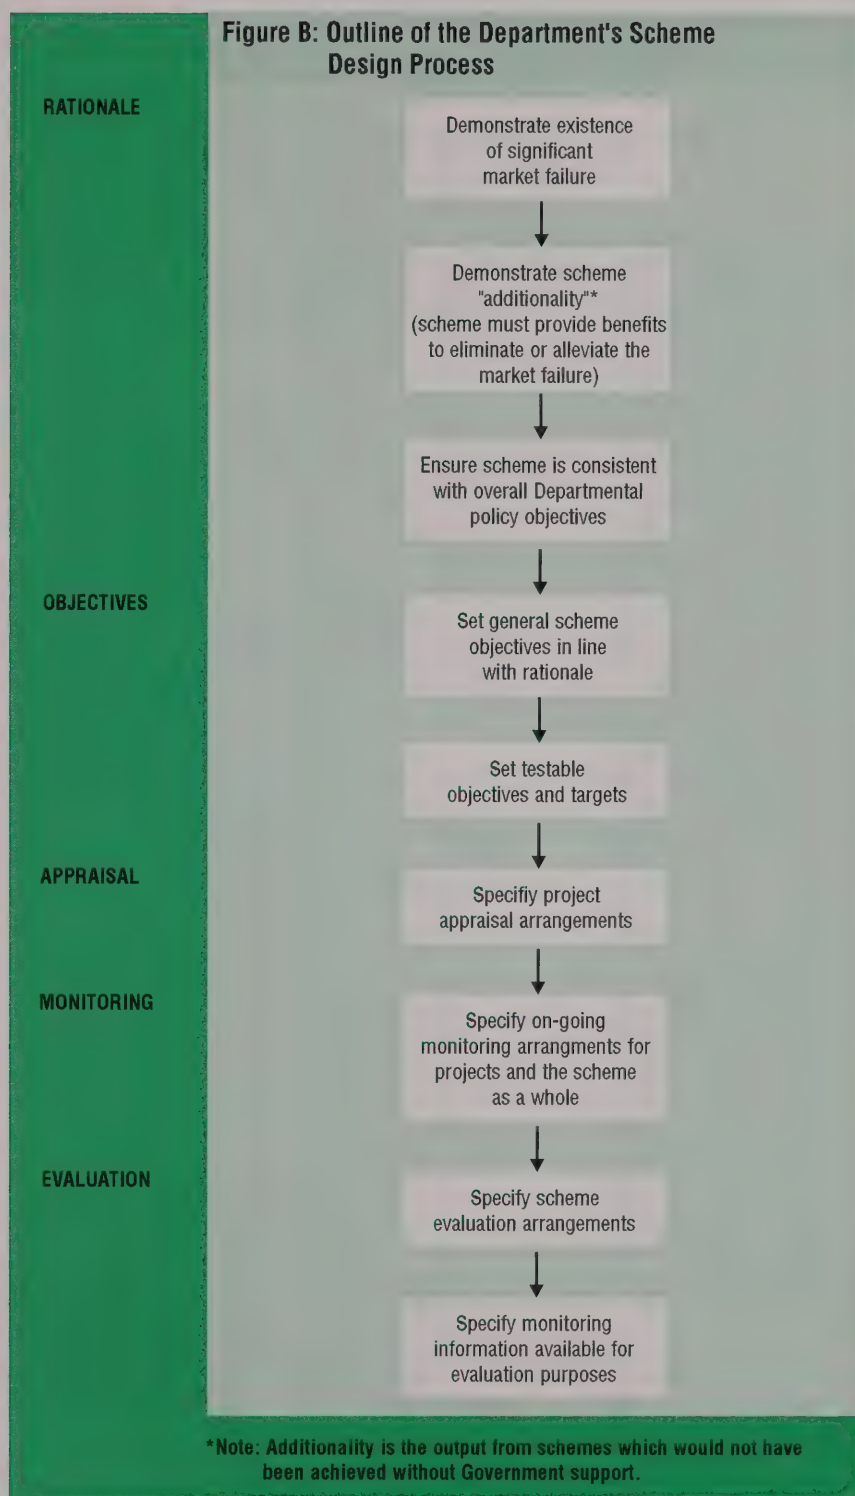 Figure B: Outline of the Department's Scheme
Design Process
RATIONALE
Demonstrate existence
of significant
market failure
Demonstrate scheme
"additionality"*
(scheme must provide benefits
to eliminate or alleviate the
market failure)
Ensure scheme is consistent
with overall Departmental
policy objectives
OBJECTIVES
Set general scheme
objectives in line
with rationale
Set testable
objectives and targets
APPRAISAL
Specifiy project
appraisal arrangements
MONITORING
Specify on-going
monitoring arrangments for
projects and the scheme
as a whole
EVALUATION
Specify scheme
evaluation arrangements
Specify monitoring
information available for
evaluation purposes
*Note: Additionality is the output from schemes which would not have
been achieved without Government support.